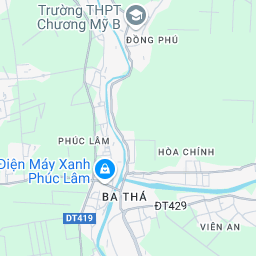 Trường THPT
Chương Mỹ B
ĐỒNG PHÚ
PHÚC LÂM
HÒA CHÍNH
Điện Máy Xanh
Phúc Lâm
BA THÁ
ĐT429
ĐT419
VIÊN AN